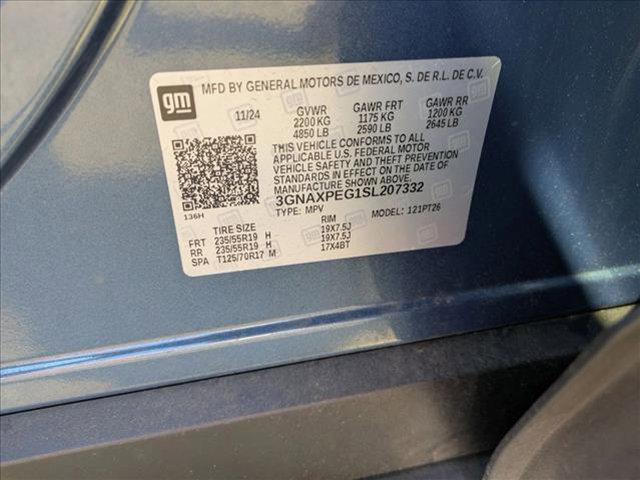 gm
MFD BY GENERAL MOTORS DE MEXICO, S. DE R.L. DE C.V.
11/24 GVWR GAWR FRT GAWR RR
2200 KG 1175 KG 1200 KG
4850 LB 2590 LB 2645 LB
THIS VEHICLE CONFORMS TO ALL
APPLICABLE U.S. FEDERAL MOTOR
VEHICLE SAFETY AND THEFT PREVENTION
STANDARDS IN EFFECT ON THE DATE OF
MANUFACTURE SHOWN ABOVE.
3GNAXPEG1SL207332
136H TYPE: MPV MODEL: 121PT26
TIRE SIZE RIM
FRT 235/55R19 H 19X7.5J
RR 235/55R19 H 19X7.5J
SPA T125/70R17 M 17X4BT